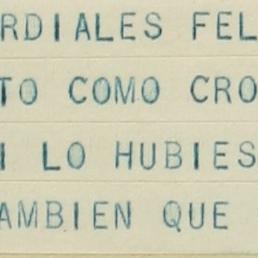 RDIALES FEL
TO COMO CRO
I LO HUBIES
AMBIEN QUE